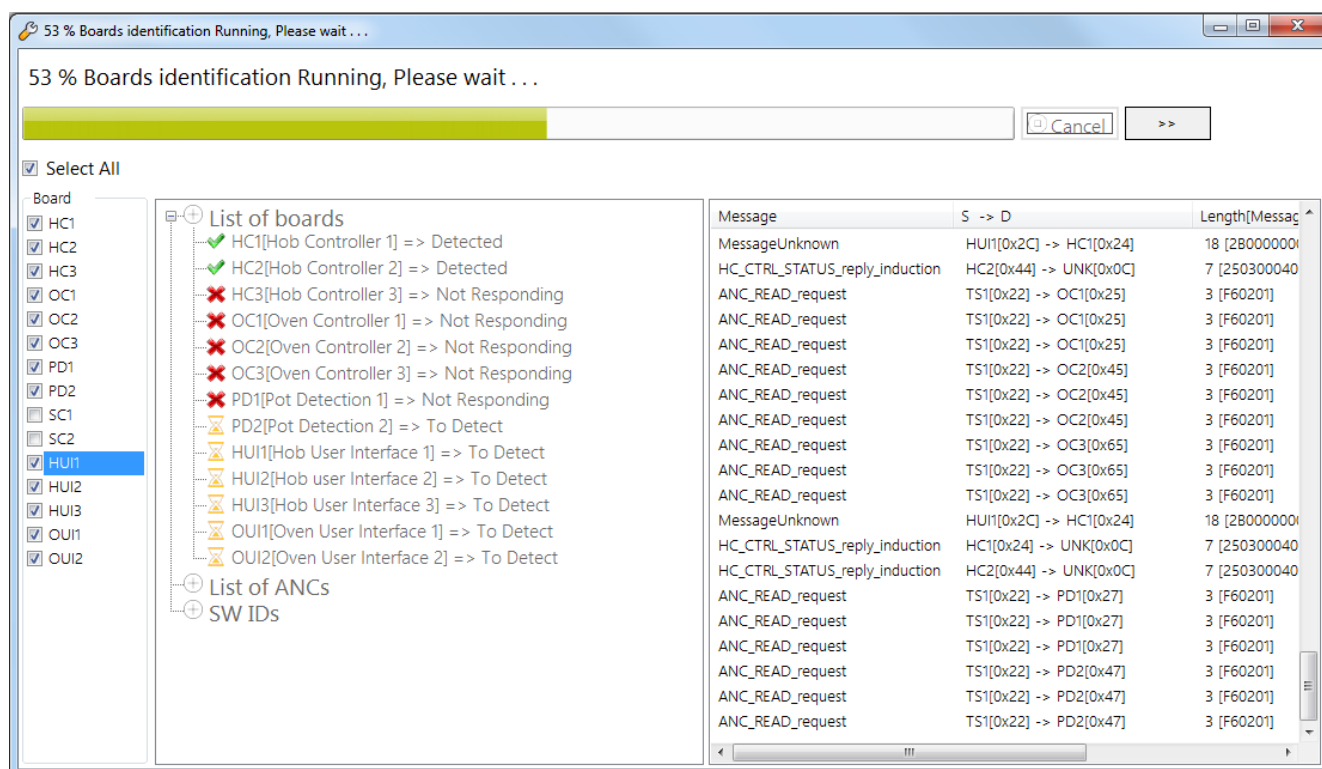 53 % Boards identification Running, Please wait . . .
53 % Boards identification Running, Please wait . . .
Cancel
>>
Select All
Board
HC1
HC2
HC3
OC1
OC2
OC3
PD1
PD2
SC1
SC2
HUI1
HUI2
HUI3
OUI1
OUI2
List of boards
HC1[Hob Controller 1] => Detected
HC2[Hob Controller 2] => Detected
HC3[Hob Controller 3] => Not Responding
OC1[Oven Controller 1] => Not Responding
OC2[Oven Controller 2] => Not Responding
OC3[Oven Controller 3] => Not Responding
PD1[Pot Detection 1] => Not Responding
PD2[Pot Detection 2] => To Detect
HUI1[Hob User Interface 1] => To Detect
HUI2[Hob user Interface 2] => To Detect
HUI3[Hob User Interface 3] => To Detect
OUI1[Oven User Interface 1] => To Detect
OUI2[Oven User Interface 2] => To Detect
List of ANCs
SW IDs
Message S -> D Length[Messag
MessageUnknown HUI1[0x2C] -> HC1[0x24] 18 [2B000000
HC_CTRL_STATUS_reply_induction HC2[0x44] -> UNK[0x0C] 7 [250300040
ANC_READ_request TS1[0x22] -> OC1[0x25] 3 [F60201]
ANC_READ_request TS1[0x22] -> OC1[0x25] 3 [F60201]
ANC_READ_request TS1[0x22] -> OC1[0x25] 3 [F60201]
ANC_READ_request TS1[0x22] -> OC2[0x45] 3 [F60201]
ANC_READ_request TS1[0x22] -> OC2[0x45] 3 [F60201]
ANC_READ_request TS1[0x22] -> OC2[0x45] 3 [F60201]
ANC_READ_request TS1[0x22] -> OC3[0x65] 3 [F60201]
ANC_READ_request TS1[0x22] -> OC3[0x65] 3 [F60201]
ANC_READ_request TS1[0x22] -> OC3[0x65] 3 [F60201]
MessageUnknown HUI1[0x2C] -> HC1[0x24] 18 [2B000000
HC_CTRL_STATUS_reply_induction HC1[0x24] -> UNK[0x0C] 7 [250300040
HC_CTRL_STATUS_reply_induction HC2[0x44] -> UNK[0x0C] 7 [250300040
ANC_READ_request TS1[0x22] -> PD1[0x27] 3 [F60201]
ANC_READ_request TS1[0x22] -> PD1[0x27] 3 [F60201]
ANC_READ_request TS1[0x22] -> PD1[0x27] 3 [F60201]
ANC_READ_request TS1[0x22] -> PD2[0x47] 3 [F60201]
ANC_READ_request TS1[0x22] -> PD2[0x47] 3 [F60201]
ANC_READ_request TS1[0x22] -> PD2[0x47] 3 [F60201]